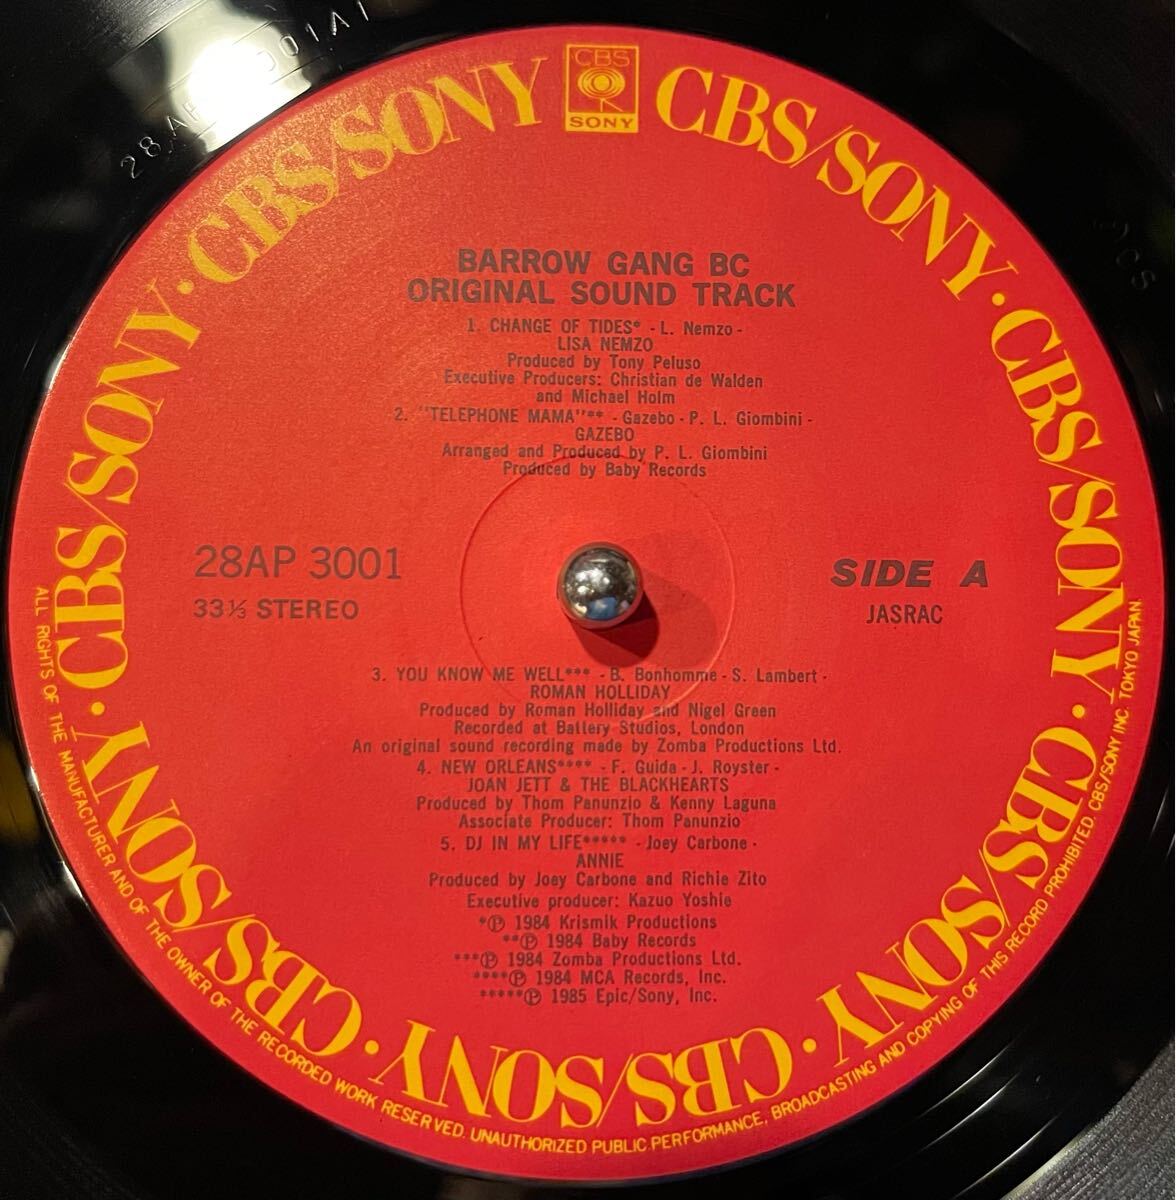 CBS
SONY
CBS/SONY · CBS/SONY · CBS/SONY · CBS/SONY · CBS/SONY · CBS/SONY · CBS/SONY · CBS/SONY
BARROW GANG BC
ORIGINAL SOUND TRACK
1. CHANGE OF TIDES* - L. Nemzo -
LISA NEMZO
Produced by Tony Peluso
Executive Producers: Christian de Walden
and Michael Holm
2. "TELEPHONE MAMA"** - Gazebo - P. L. Giombini -
GAZEBO
Arranged and Produced by P. L. Giombini
Produced by Baby Records
28AP 3001
33⅓ STEREO
SIDE A
JASRAC
3. YOU KNOW ME WELL*** - B. Bonhomme - S. Lambert -
ROMAN HOLLIDAY
Produced by Roman Holliday and Nigel Green
Recorded at Battery Studios, London
An original sound recording made by Zomba Productions Ltd.
4. NEW ORLEANS**** - F. Guida - J. Royster -
JOAN JETT & THE BLACKHEARTS
Produced by Thom Panunzio & Kenny Laguna
Associate Producer: Thom Panunzio
5. DJ IN MY LIFE***** - Joey Carbone -
ANNIE
Produced by Joey Carbone and Richie Zito
Executive producer: Kazuo Yoshie
*Ⓟ 1984 Krismik Productions
**Ⓟ 1984 Baby Records
***Ⓟ 1984 Zomba Productions Ltd.
****Ⓟ 1984 MCA Records, Inc.
*****Ⓟ 1985 Epic/Sony, Inc.
ALL RIGHTS OF THE MANUFACTURER AND OF THE OWNER OF THE RECORDED WORK RESERVED. UNAUTHORIZED PUBLIC PERFORMANCE, BROADCASTING AND COPYING OF THIS RECORD PROHIBITED. CBS/SONY INC. TOKYO JAPAN.